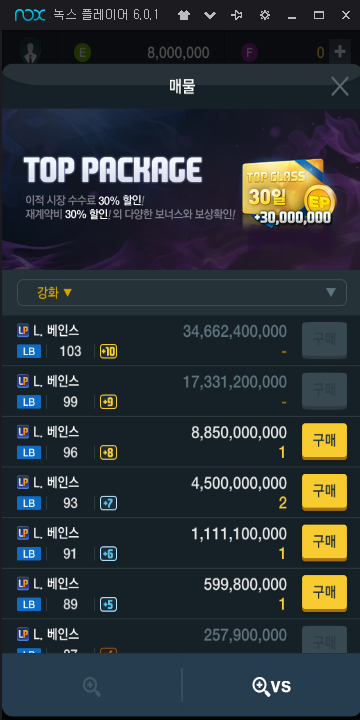 nox 녹스 플레이어 6.0.1
E 8,000,000 F 0 +
매물
TOP PACKAGE
이적 시장 수수료 30% 할인!
재계약비 30% 할인! 외 다양한 보너스와 보상확인!
TOP GLASS
30일
EP
+30,000,000
강화
LP L. 베인스 34,662,400,000 구매
LB 103 +10 -
LP L. 베인스 17,331,200,000 구매
LB 99 +9 -
LP L. 베인스 8,850,000,000 구매
LB 96 +8 1
LP L. 베인스 4,500,000,000 구매
LB 93 +7 2
LP L. 베인스 1,111,100,000 구매
LB 91 +6 1
LP L. 베인스 599,800,000 구매
LB 89 +5 1
LP L. 베인스 257,900,000 구매
VS